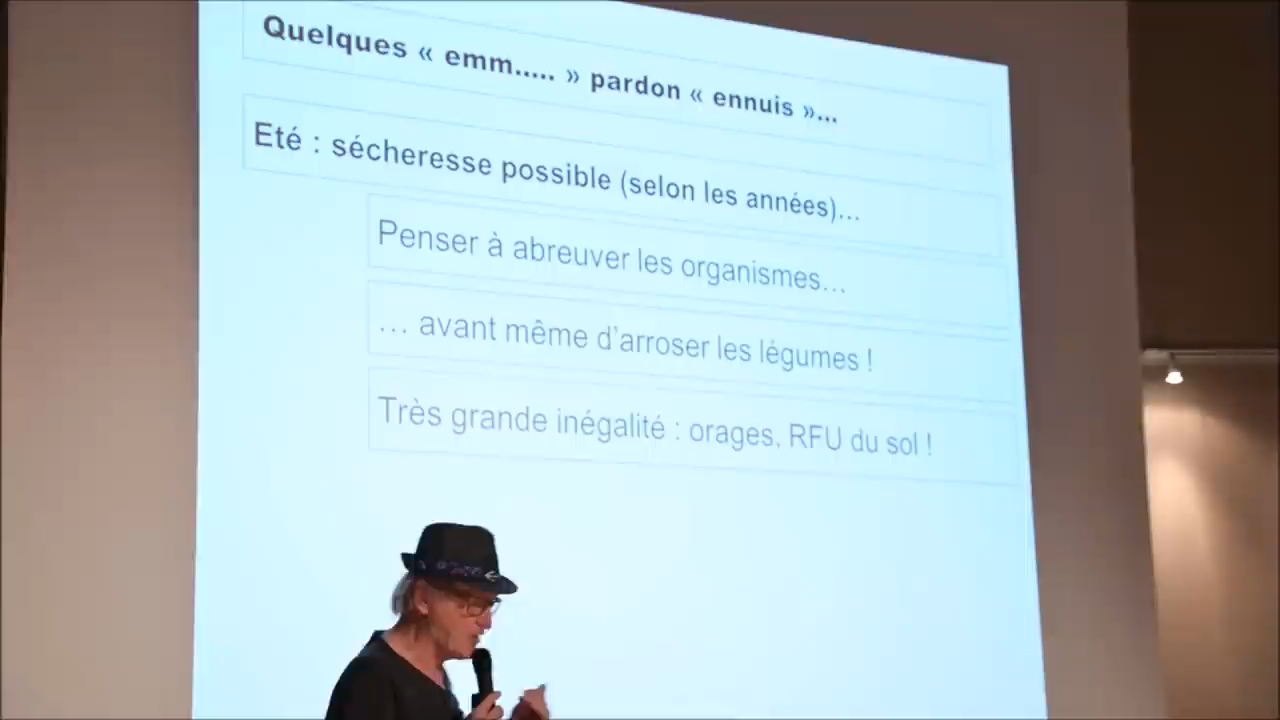 Quelques « emm..... » pardon « ennuis »...
Eté : sécheresse possible (selon les années)...
Penser à abreuver les organismes...
... avant même d'arroser les légumes !
Très grande inégalité : orages, RFU du sol !